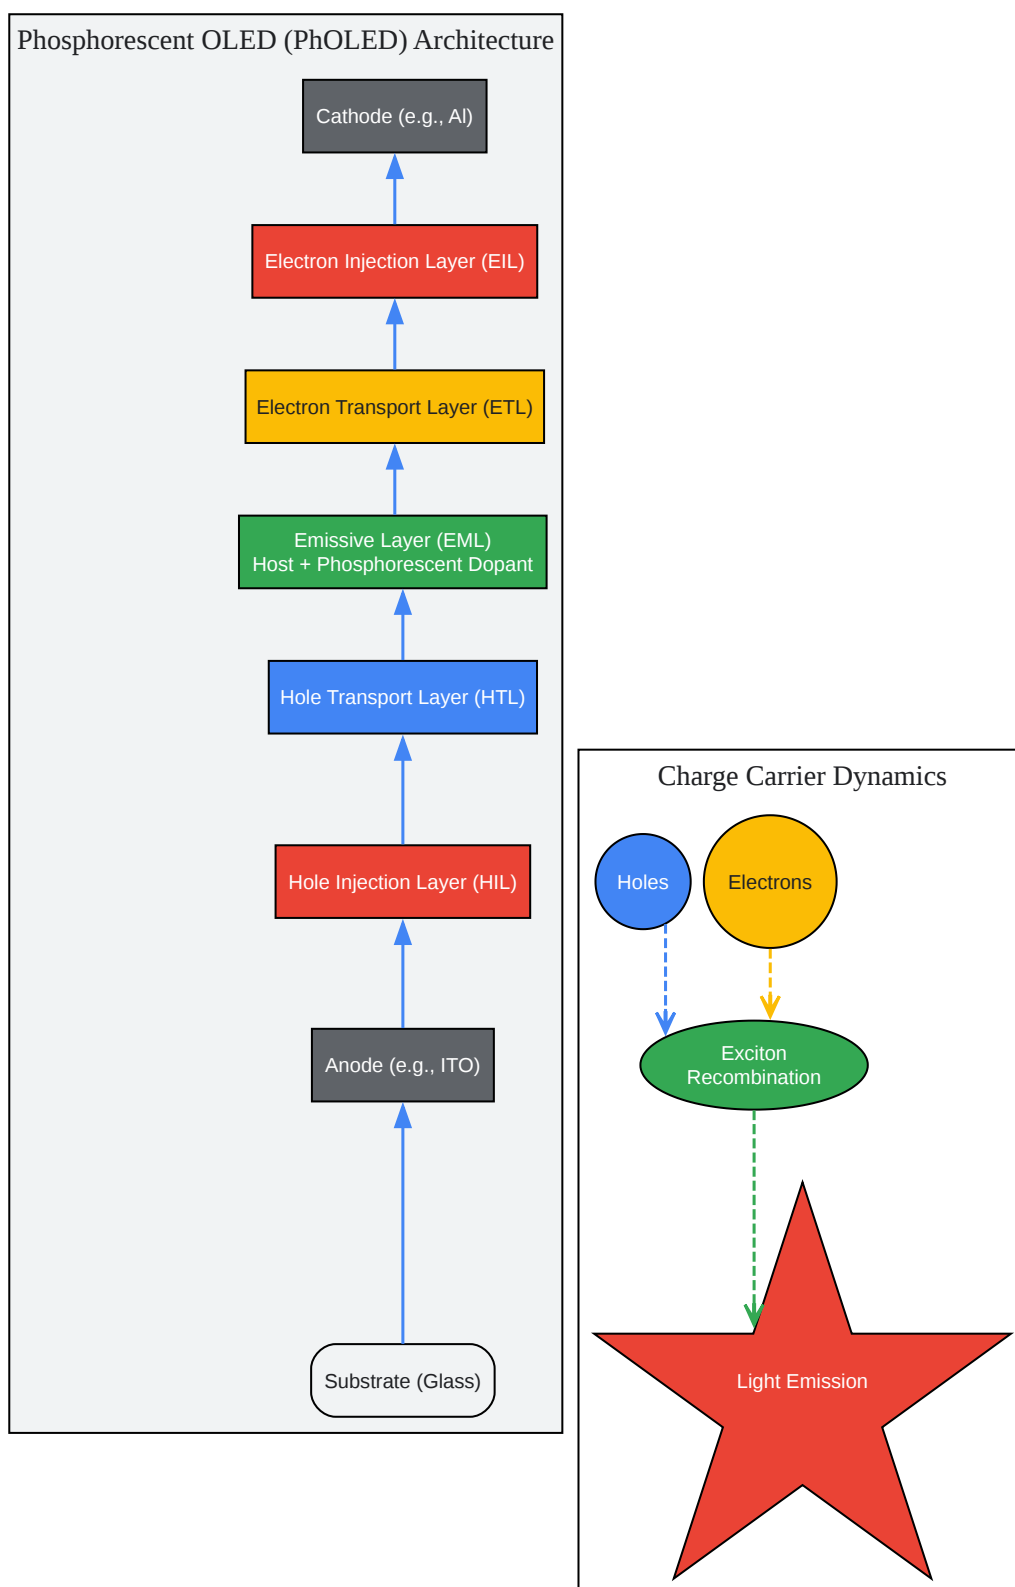 Phosphorescent OLED (PhOLED) Architecture
Cathode (e.g., Al)
Electron Injection Layer (EIL)
Electron Transport Layer (ETL)
Emissive Layer (EML)
Host + Phosphorescent Dopant
Hole Transport Layer (HTL)
Hole Injection Layer (HIL)
Anode (e.g., ITO)
Substrate (Glass)
Charge Carrier Dynamics
Holes
Electrons
Exciton
Recombination
Light Emission